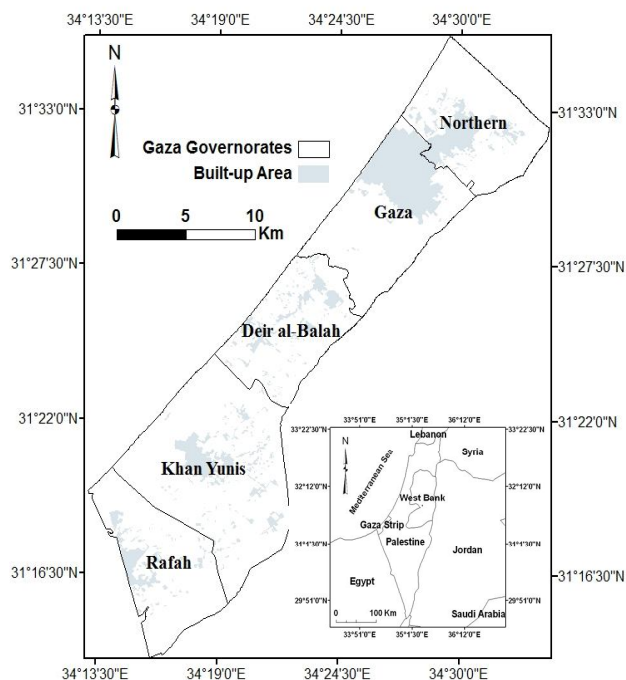 34°13'30"E 34°19'0"E 34°24'30"E 34°30'0"E
N
31°33'0"N
31°33'0"N
Northern
Gaza Governorates
Built-up Area
0 5 10
Km
Gaza
31°27'30"N
31°27'30"N
Deir al-Balah
31°22'0"N
31°22'0"N
Khan Yunis
Rafah
31°16'30"N
31°16'30"N
34°13'30"E 34°19'0"E 34°24'30"E 34°30'0"E
33°51'0"E 35°1'30"E 36°12'0"E
33°22'30"N
33°22'30"N
N
Lebanon
Syria
Mediterranean Sea
32°12'0"N
32°12'0"N
West Bank
Gaza Strip
Palestine
31°1'30"N
31°1'30"N
Jordan
Egypt
29°51'0"N
29°51'0"N
Saudi Arabia
0 100 Km
33°51'0"E 35°1'30"E 36°12'0"E